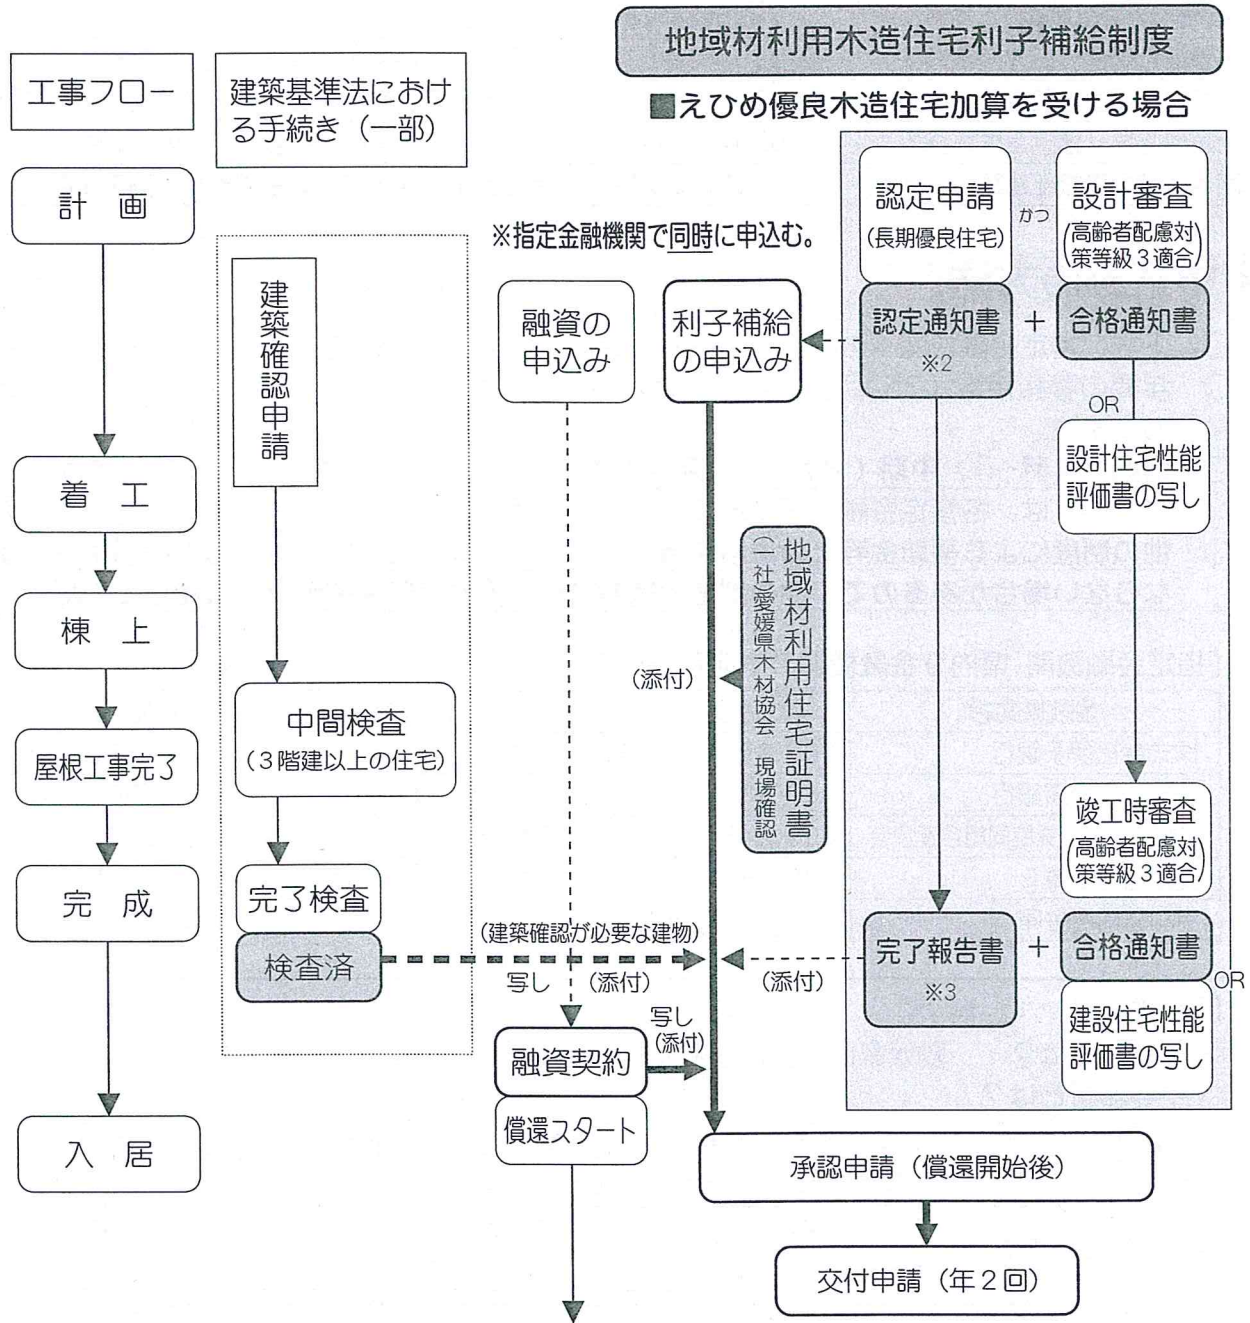 地域材利用木造住宅利子補給制度
■えひめ優良木造住宅加算を受ける場合
工事フロー
建築基準法におけ
る手続き（一部）
計　画
着　工
棟　上
屋根工事完了
完　成
入　居
建築確認申請
中間検査
（３階建以上の住宅）
完了検査
検査済
※指定金融機関で同時に申込む。
融資の
申込み
利子補給
の申込み
認定申請
（長期優良住宅）
かつ
設計審査
（高齢者配慮対
策等級３適合）
認定通知書
※2
+
合格通知書
OR
設計住宅性能
評価書の写し
地域材利用住宅証明書
（一社）愛媛県木材協会　現場確認
（添付）
竣工時審査
（高齢者配慮対
策等級３適合）
（建築確認が必要な建物）
写し　（添付）
（添付）
完了報告書
※3
+
合格通知書
OR
建設住宅性能
評価書の写し
写し
（添付）
融資契約
償還スタート
承認申請（償還開始後）
交付申請（年２回）